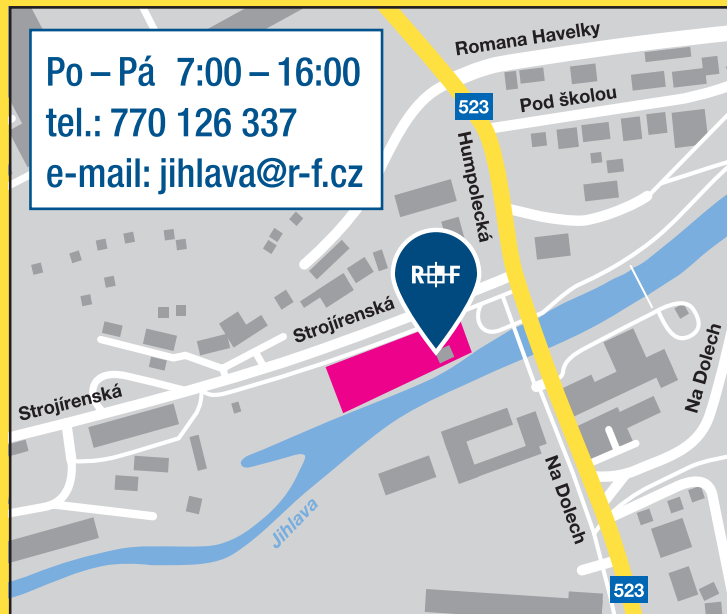 Po – Pá 7:00 – 16:00
tel.: 770 126 337
e-mail: jihlava@r-f.cz
Romana Havelky
523
Pod školou
Humpolecká
R F
Strojírenská
Strojírenská
Na Dolech
Na Dolech
Jihlava
523